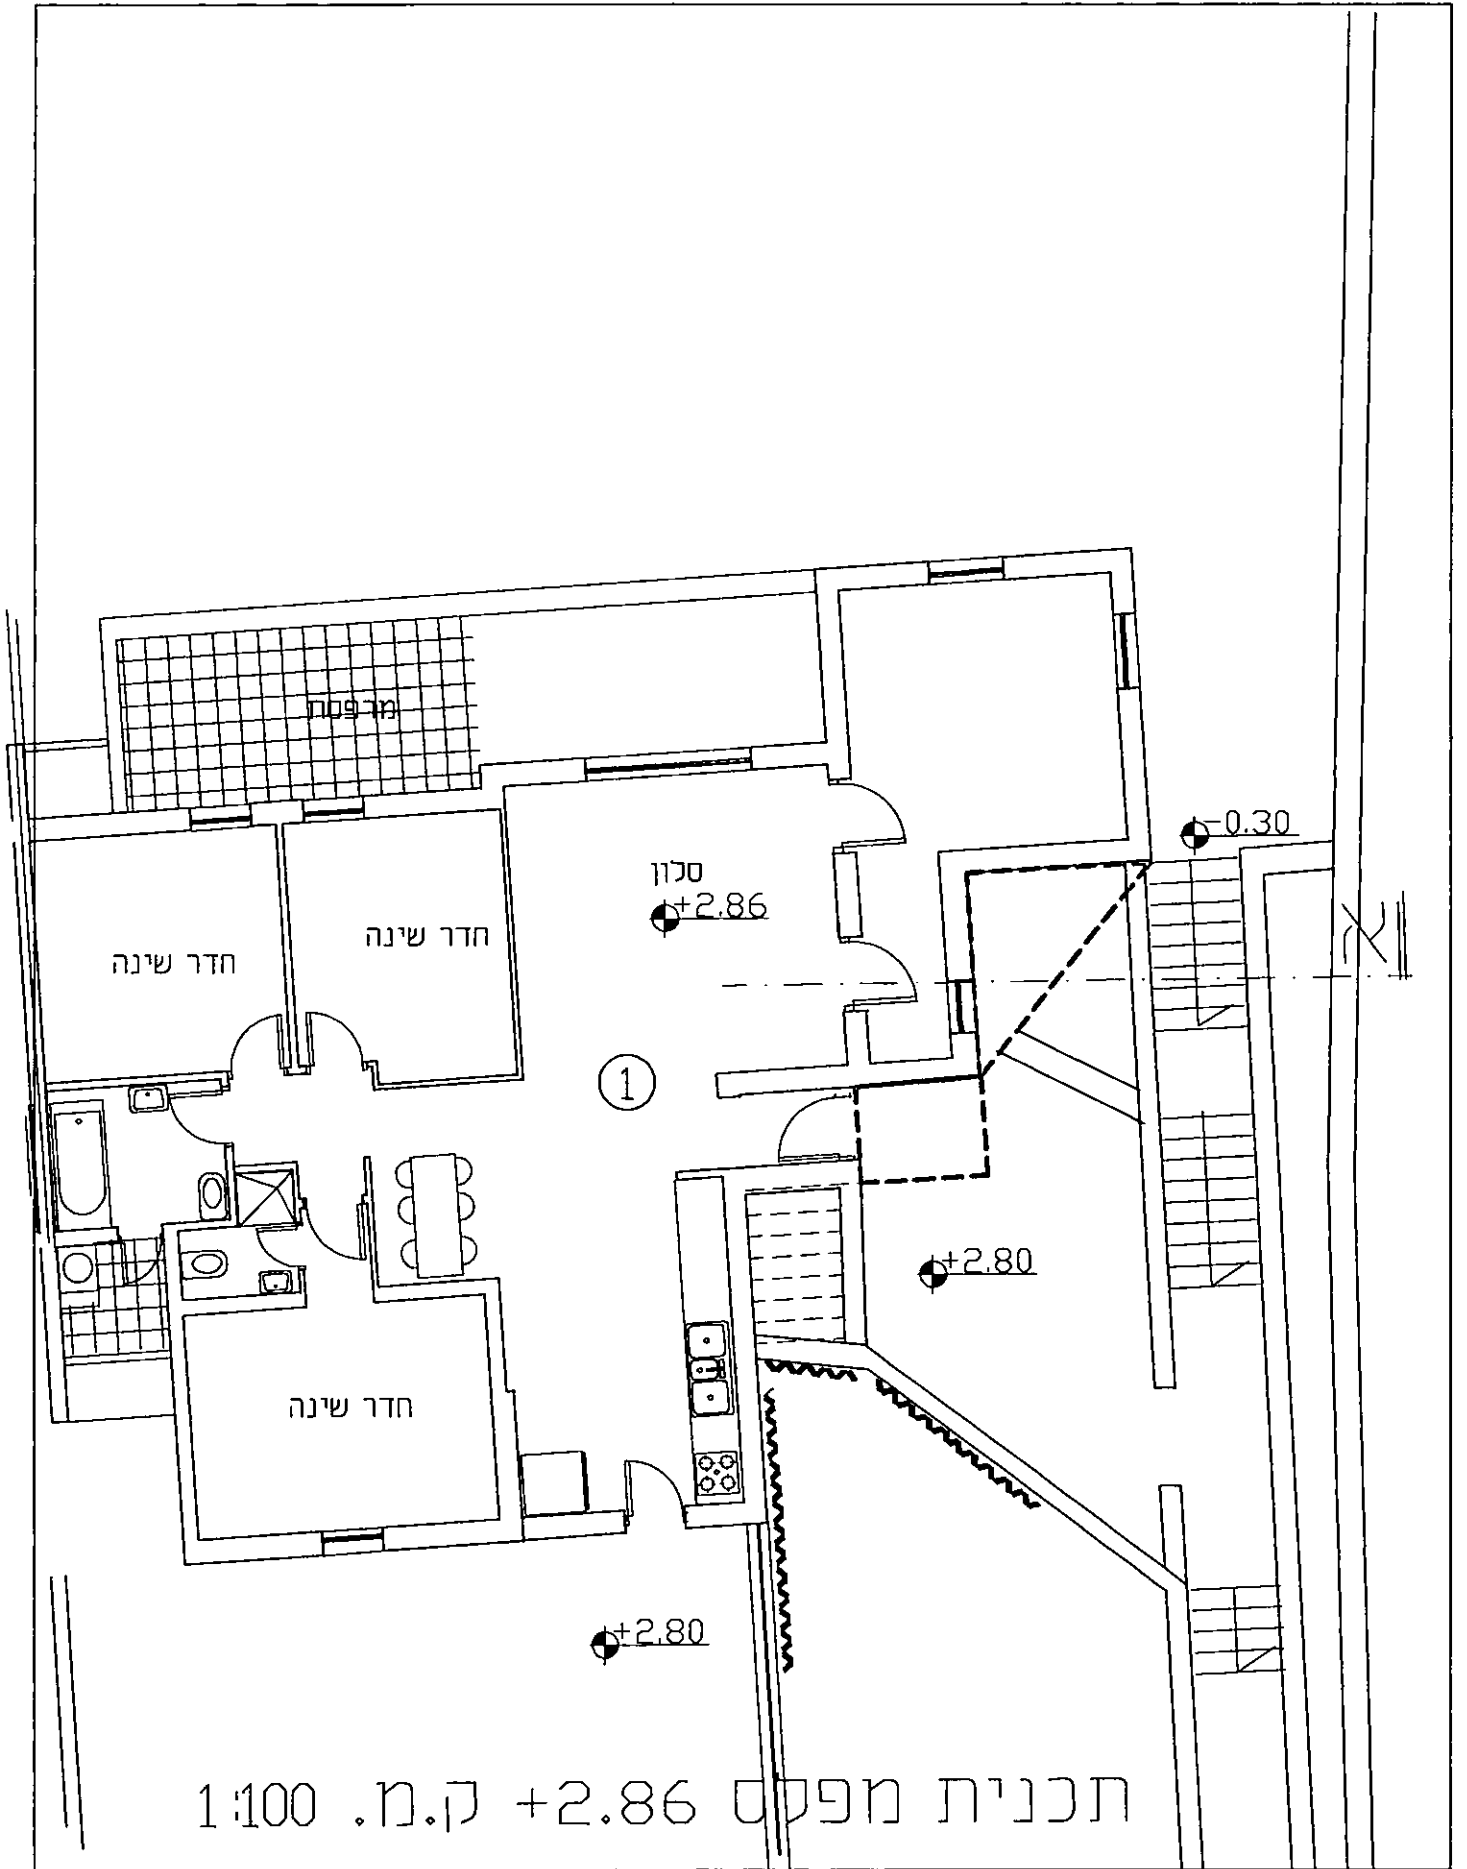 מרפסת
-0.30
סלון
+2.86
חדר שינה
חדר שינה
א
1
+2.80
חדר שינה
+2.80
תכנית מפלס +2.86 ק.מ. 1:100